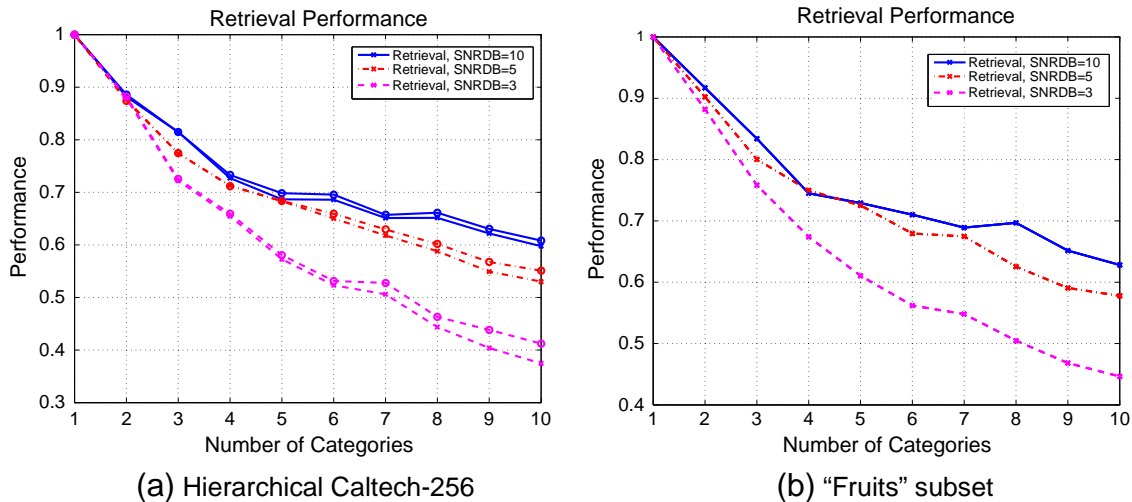 Retrieval Performance
Retrieval, SNRDB=10
Retrieval, SNRDB=5
Retrieval, SNRDB=3
Performance
1
0.9
0.8
0.7
0.6
0.5
0.4
0.3
1 2 3 4 5 6 7 8 9 10
Number of Categories
(a) Hierarchical Caltech-256
Retrieval Performance
Retrieval, SNRDB=10
Retrieval, SNRDB=5
Retrieval, SNRDB=3
Performance
1
0.9
0.8
0.7
0.6
0.5
0.4
1 2 3 4 5 6 7 8 9 10
Number of Categories
(b) “Fruits” subset